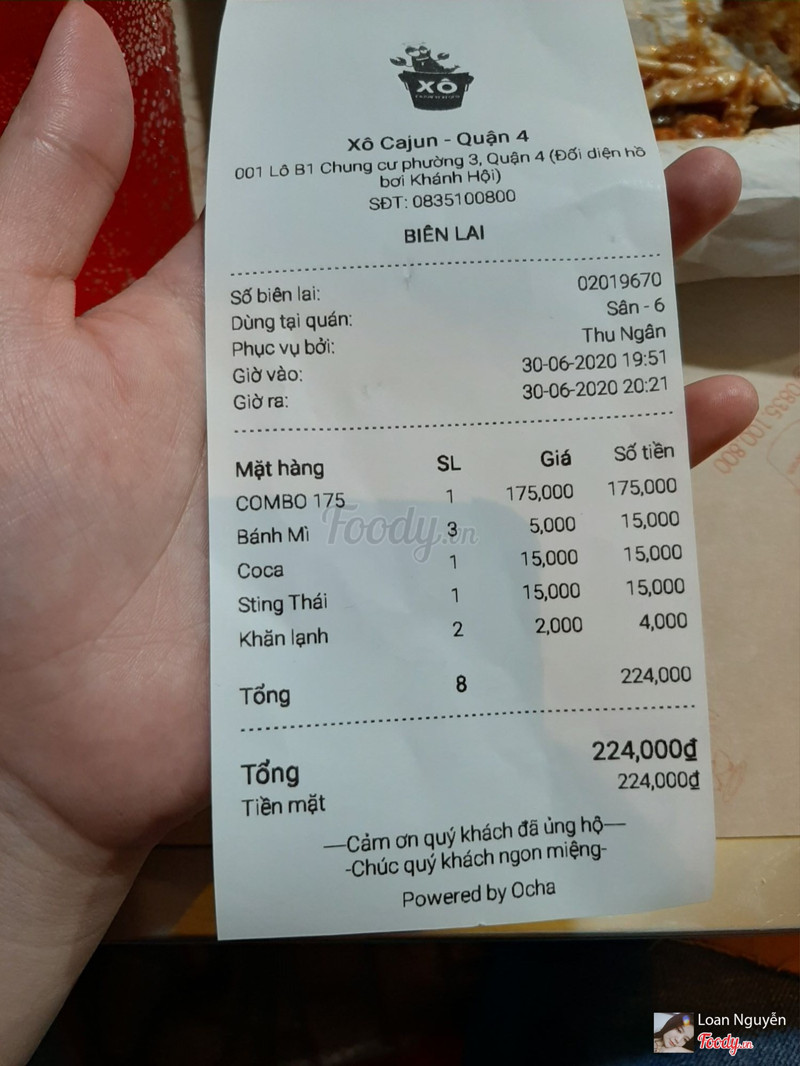 XÔ
Xô Cajun - Quận 4
001 Lô B1 Chung cư phường 3, Quận 4 (Đối diện hồ
bơi Khánh Hội)
SĐT: 0835100800
BIÊN LAI
Số biên lai: 02019670
Dùng tại quán: Sân - 6
Phục vụ bởi: Thu Ngân
Giờ vào: 30-06-2020 19:51
Giờ ra: 30-06-2020 20:21
Mặt hàng SL Giá Số tiền
COMBO 175 1 175,000 175,000
Bánh Mì 3 5,000 15,000
Coca 1 15,000 15,000
Sting Thái 1 15,000 15,000
Khăn lạnh 2 2,000 4,000
Tổng 8 224,000
Tổng 224,000₫
Tiền mặt 224,000₫
—Cảm ơn quý khách đã ủng hộ—
-Chúc quý khách ngon miệng-
Powered by Ocha
Foody.vn
0835 100 800
Loan Nguyễn
Foody.vn